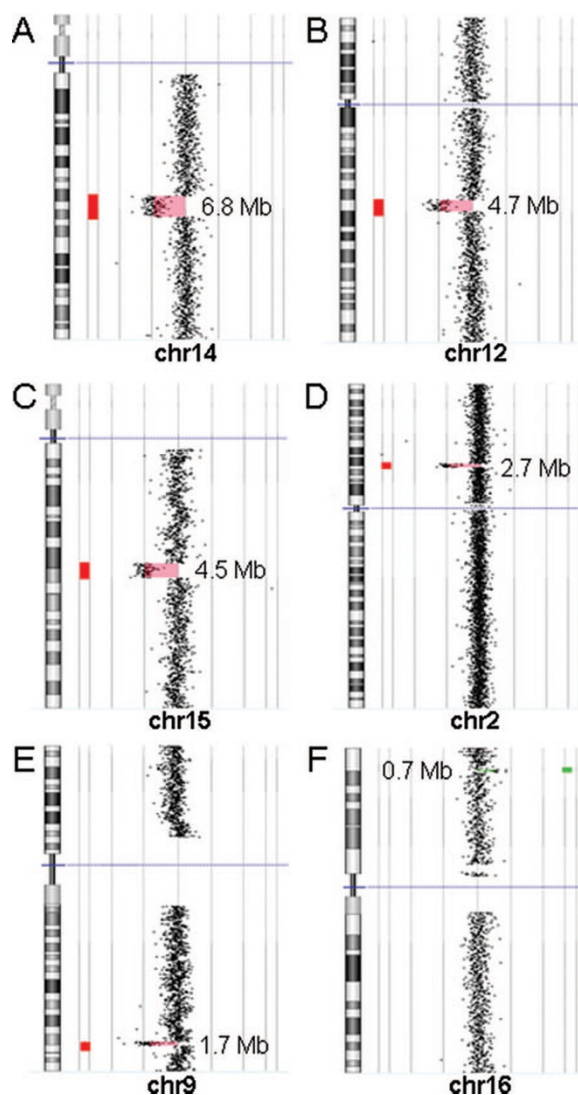 A
6.8 Mb
chr14
B
4.7 Mb
chr12
C
4.5 Mb
chr15
D
2.7 Mb
chr2
E
1.7 Mb
chr9
F
0.7 Mb
chr16